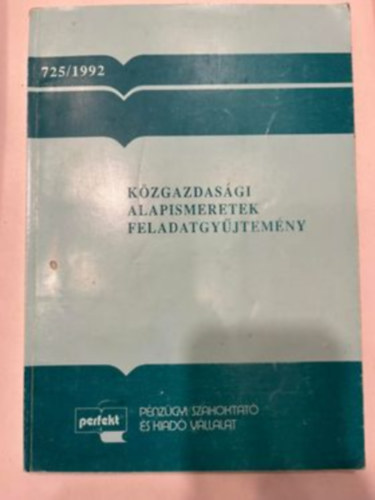 725/1992
KÖZGAZDASÁGI
ALAPISMERETEK
FELADATGYŰJTEMÉNY
perfekt
PÉNZÜGYI SZAKOKTATÓ
ÉS KIADÓ VÁLLALAT